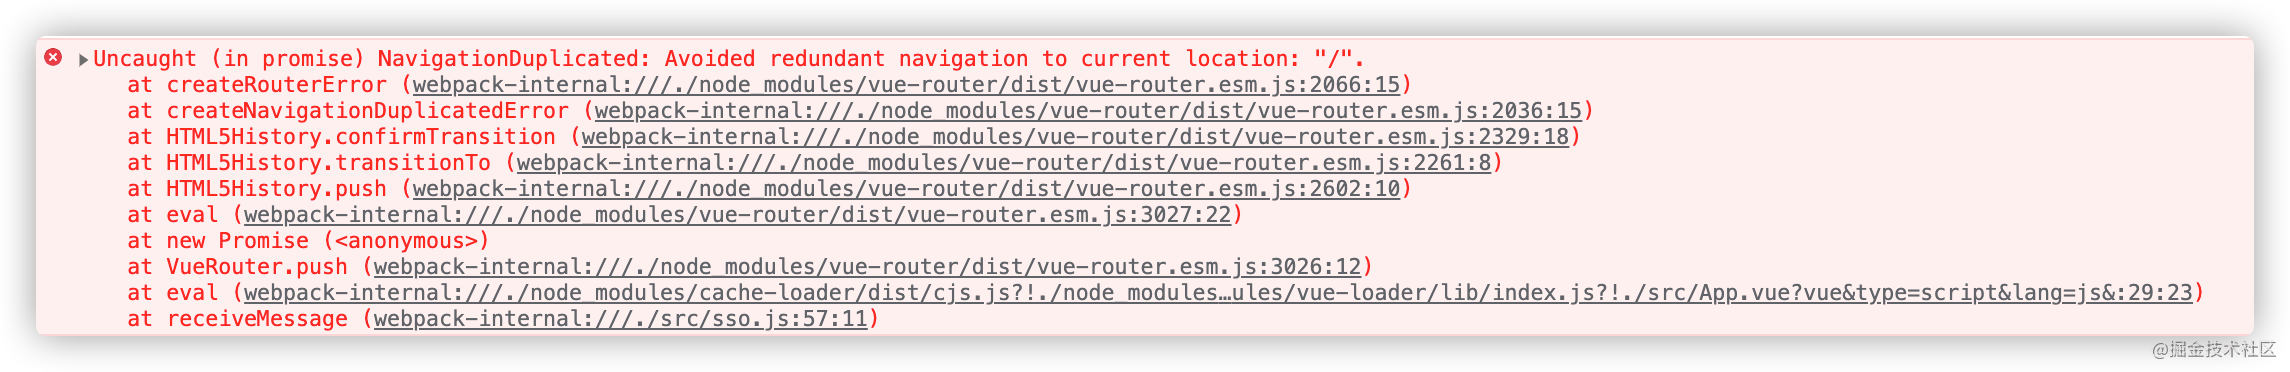 Uncaught (in promise) NavigationDuplicated: Avoided redundant navigation to current location: "/".
at createRouterError (webpack-internal:///./node_modules/vue-router/dist/vue-router.esm.js:2066:15)
at createNavigationDuplicatedError (webpack-internal:///./node_modules/vue-router/dist/vue-router.esm.js:2036:15)
at HTML5History.confirmTransition (webpack-internal:///./node_modules/vue-router/dist/vue-router.esm.js:2329:18)
at HTML5History.transitionTo (webpack-internal:///./node_modules/vue-router/dist/vue-router.esm.js:2261:8)
at HTML5History.push (webpack-internal:///./node_modules/vue-router/dist/vue-router.esm.js:2602:10)
at eval (webpack-internal:///./node_modules/vue-router/dist/vue-router.esm.js:3027:22)
at new Promise (<anonymous>)
at VueRouter.push (webpack-internal:///./node_modules/vue-router/dist/vue-router.esm.js:3026:12)
at eval (webpack-internal:///./node_modules/cache-loader/dist/cjs.js?!./node_modules…ules/vue-loader/lib/index.js?!./src/App.vue?vue&type=script&lang=js&:29:23)
at receiveMessage (webpack-internal:///./src/sso.js:57:11)
@掘金技术社区